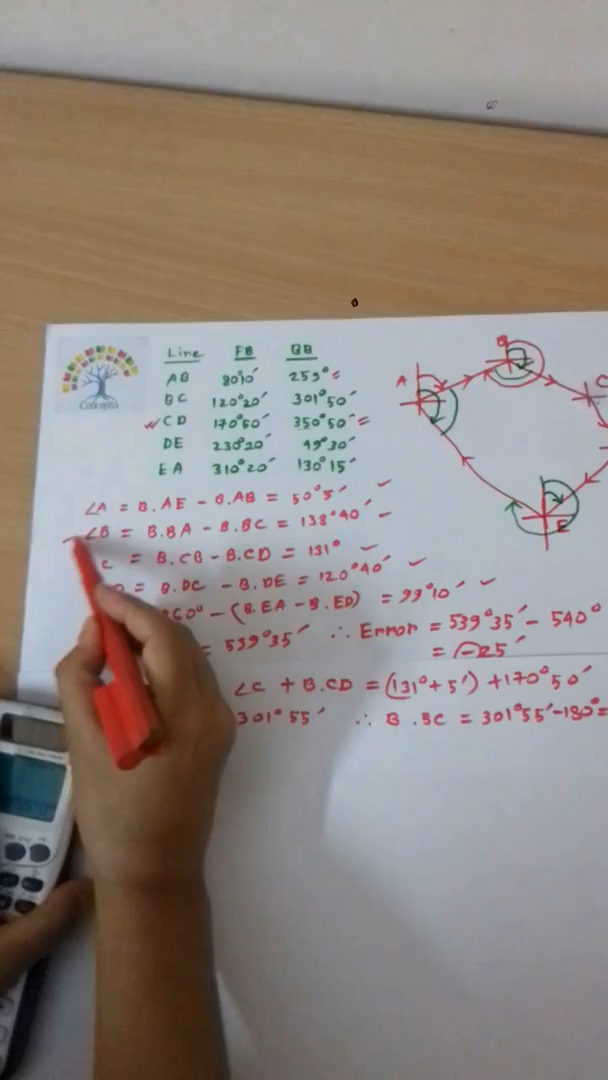 Concepts
Line FB BB
AB 80°10' 259°
BC 120°20' 301°50'
CD 170°50' 350°50'
DE 230°20' 49°30'
EA 310°20' 130°15'
A
B
C
E
∠A = B.AE - B.AB = 50°5'
∠B = B.BA - B.BC = 138°40'
C = B.CB - B.CD = 131°
= B.DC - B.DE = 120°40'
360° - (B.EA - B.ED) = 99°10'
= 539°35' ∴ Error = 539°35' - 540°
= -25'
∠C + B.CD = (131°+5') + 170°50'
301°55' ∴ B.BC = 301°55' - 180° =